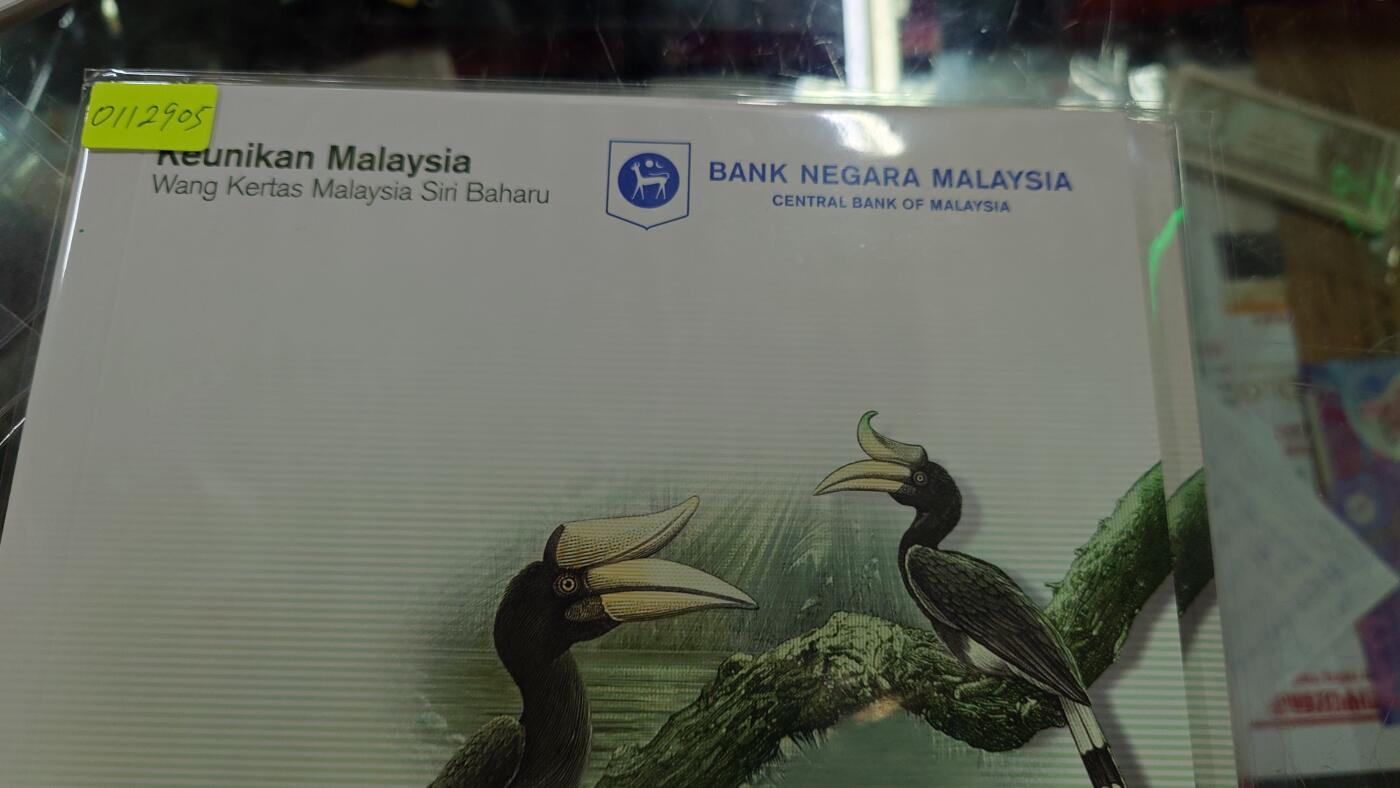 0112905
Keunikan Malaysia
Wang Kertas Malaysia Siri Baharu
BANK NEGARA MALAYSIA
CENTRAL BANK OF MALAYSIA